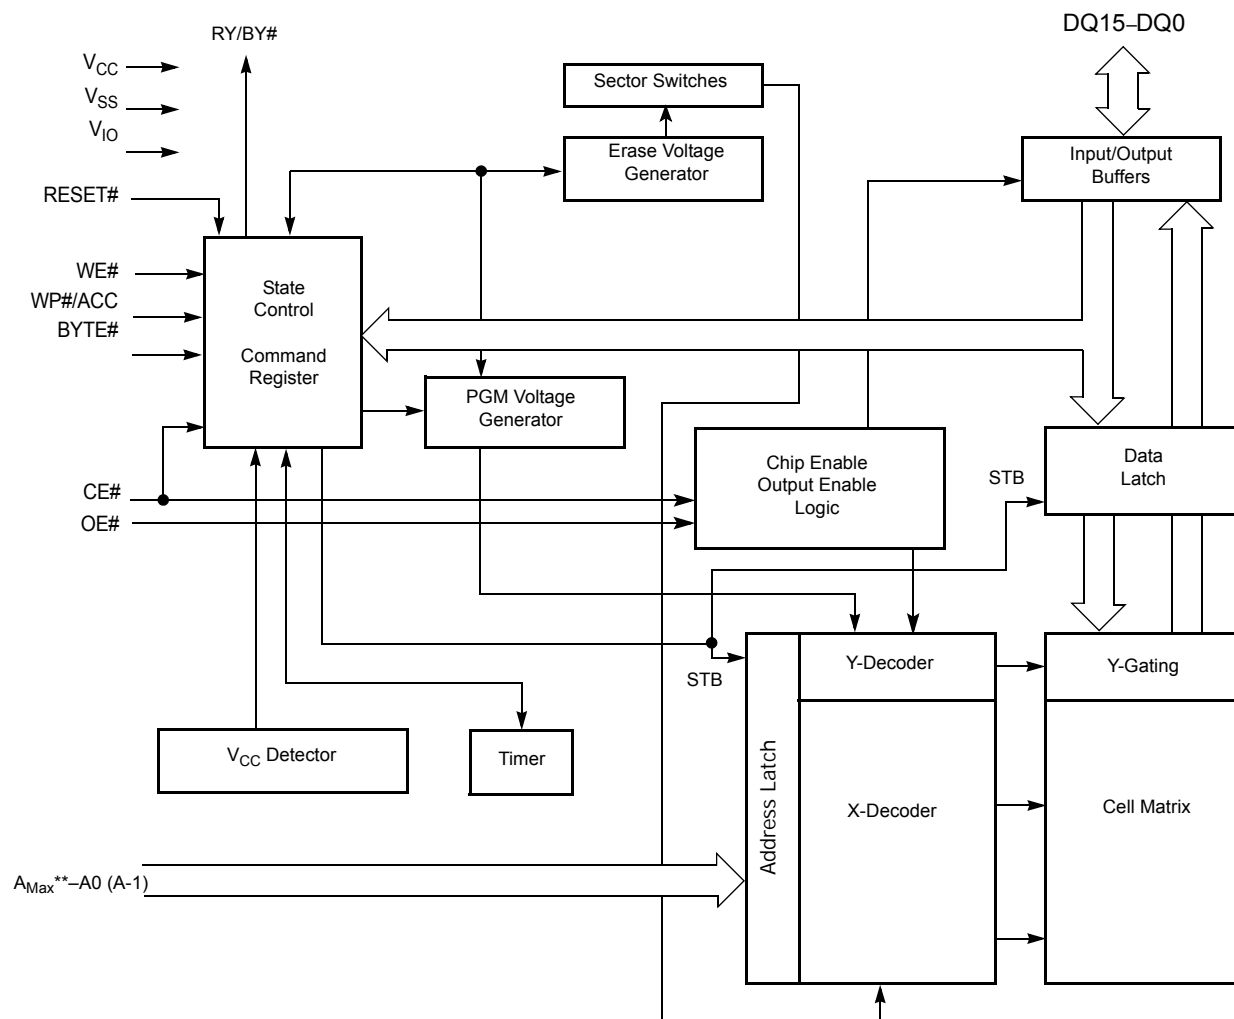 RY/BY#
DQ15–DQ0
VCC
VSS
VIO
RESET#
WE#
WP#/ACC
BYTE#
CE#
OE#
Sector Switches
Erase Voltage
Generator
Input/Output
Buffers
State
Control
Command
Register
PGM Voltage
Generator
Chip Enable
Output Enable
Logic
STB
Data
Latch
STB
Y-Decoder
Y-Gating
VCC Detector
Timer
Address Latch
X-Decoder
Cell Matrix
AMax**–A0 (A-1)